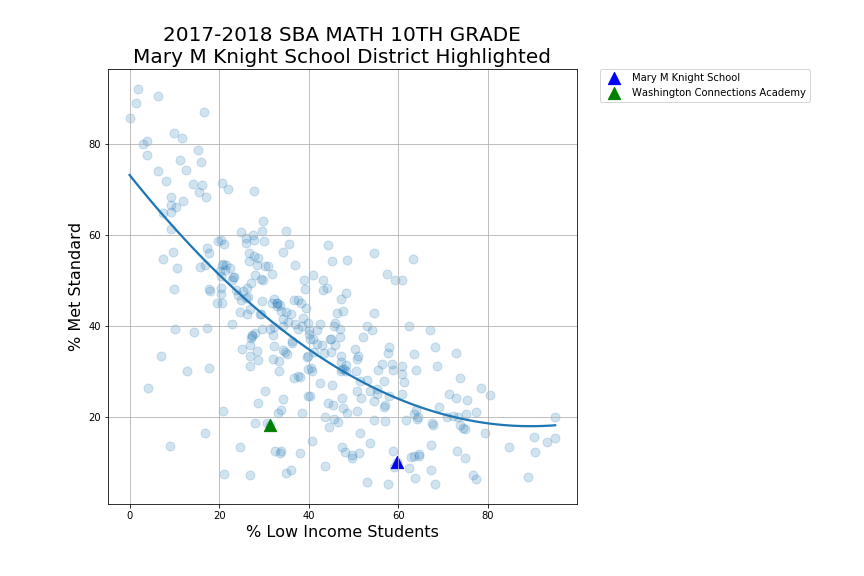 2017-2018 SBA MATH 10TH GRADE
Mary M Knight School District Highlighted
Mary M Knight School
Washington Connections Academy
% Met Standard
80
60
40
20
0 20 40 60 80
% Low Income Students